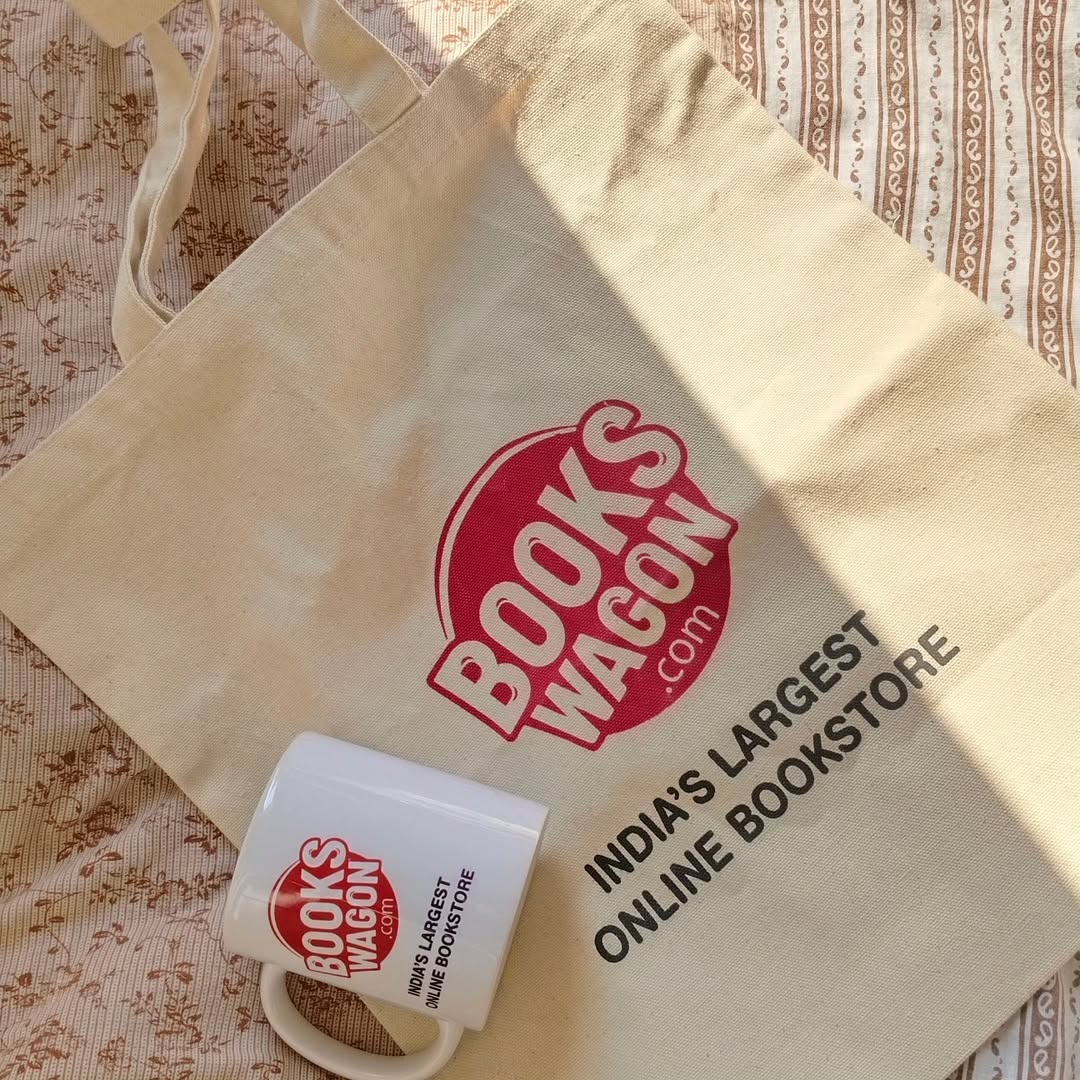 BOOKS
WAGON
.com
INDIA'S LARGEST
ONLINE BOOKSTORE
BOOKS
WAGON
.com
INDIA'S LARGEST
ONLINE BOOKSTORE